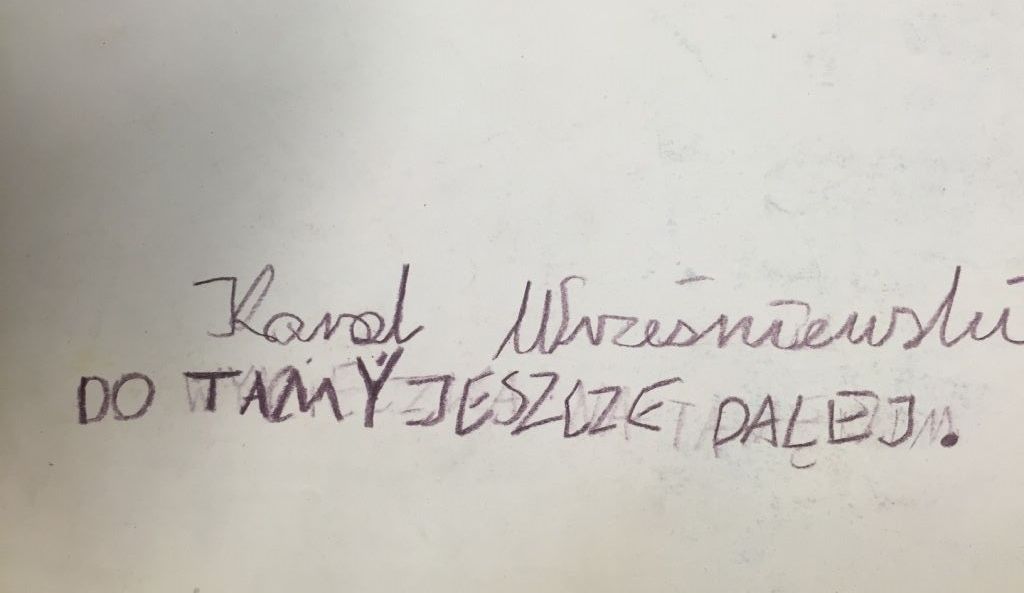 Karol Wrześniewski
DO TAMY JESZCZE DALEJ.